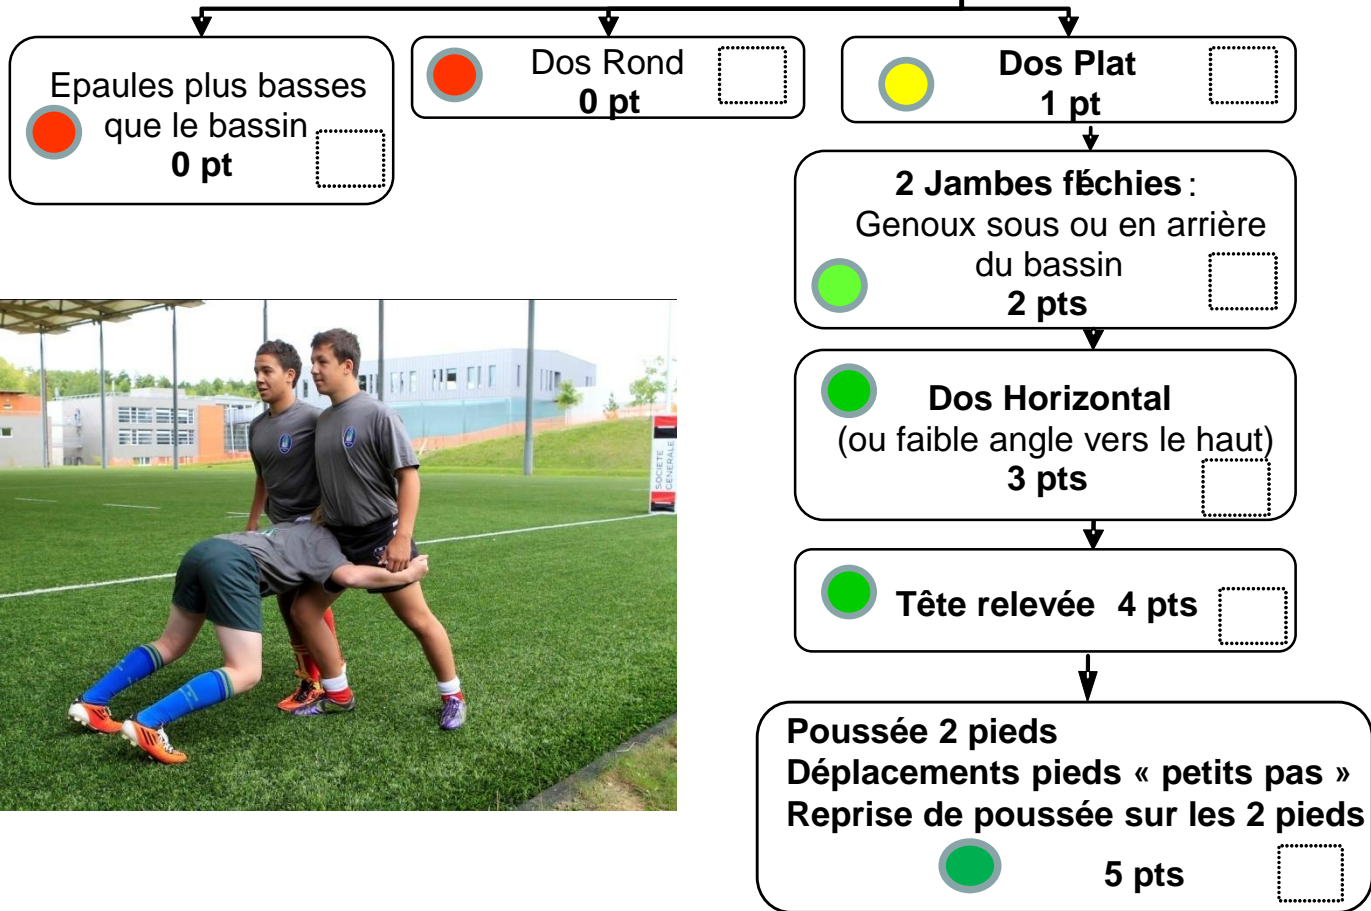 Epaules plus basses
que le bassin
0 pt
Dos Rond
0 pt
Dos Plat
1 pt
2 Jambes fléchies :
Genoux sous ou en arrière
du bassin
2 pts
Dos Horizontal
(ou faible angle vers le haut)
3 pts
Tête relevée 4 pts
Poussée 2 pieds
Déplacements pieds « petits pas »
Reprise de poussée sur les 2 pieds
5 pts
SOCIETE
GENERALE